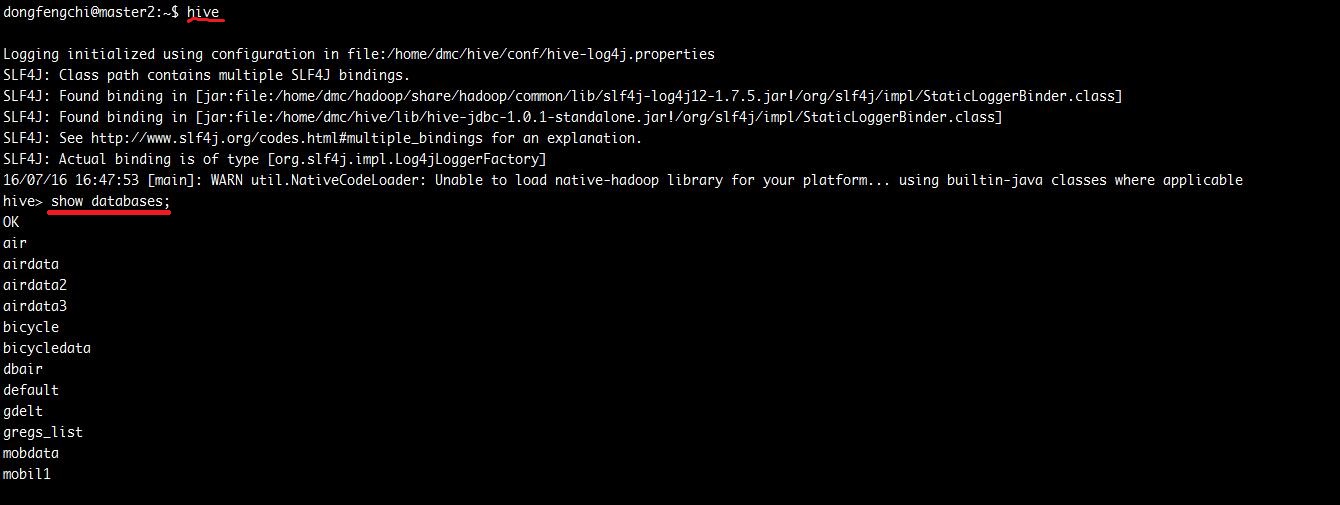 dongfengchi@master2:~$ hive
Logging initialized using configuration in file:/home/dmc/hive/conf/hive-log4j.properties
SLF4J: Class path contains multiple SLF4J bindings.
SLF4J: Found binding in [jar:file:/home/dmc/hadoop/share/hadoop/common/lib/slf4j-log4j12-1.7.5.jar!/org/slf4j/impl/StaticLoggerBinder.class]
SLF4J: Found binding in [jar:file:/home/dmc/hive/lib/hive-jdbc-1.0.1-standalone.jar!/org/slf4j/impl/StaticLoggerBinder.class]
SLF4J: See http://www.slf4j.org/codes.html#multiple_bindings for an explanation.
SLF4J: Actual binding is of type [org.slf4j.impl.Log4jLoggerFactory]
16/07/16 16:47:53 [main]: WARN util.NativeCodeLoader: Unable to load native-hadoop library for your platform... using builtin-java classes where applicable
hive> show databases;
OK
air
airdata
airdata2
airdata3
bicycle
bicycledata
dbair
default
gdelt
gregs_list
mobdata
mobil1